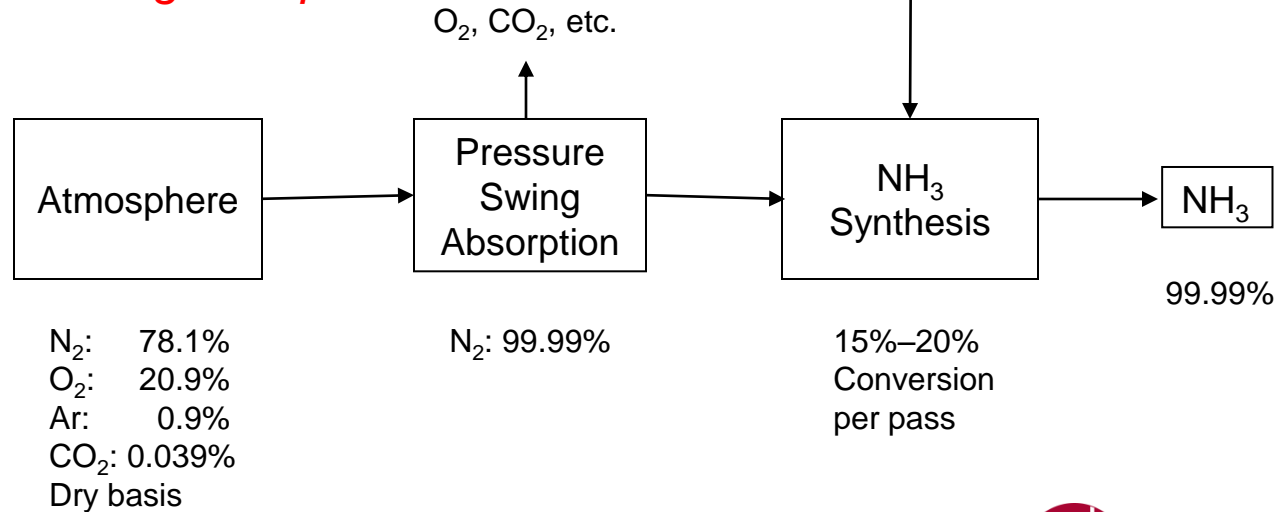 O₂, CO₂, etc.
Atmosphere
Pressure
Swing
Absorption
NH₃
Synthesis
NH₃
99.99%
N₂: 78.1%
O₂: 20.9%
Ar: 0.9%
CO₂: 0.039%
Dry basis
N₂: 99.99%
15%–20%
Conversion
per pass